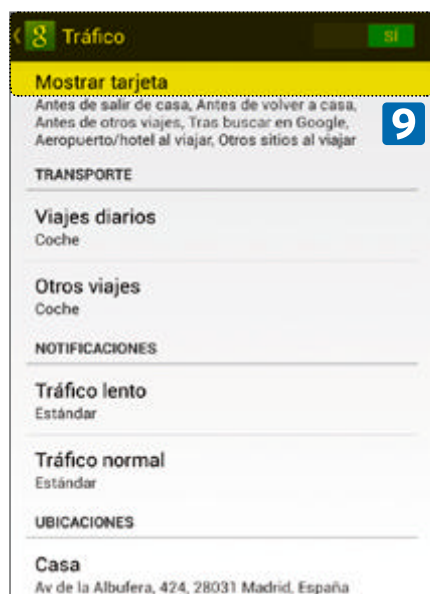 8 Tráfico SÍ
Mostrar tarjeta
Antes de salir de casa, Antes de volver a casa,
Antes de otros viajes, Tras buscar en Google,
Aeropuerto/hotel al viajar, Otros sitios al viajar
9
TRANSPORTE
Viajes diarios
Coche
Otros viajes
Coche
NOTIFICACIONES
Tráfico lento
Estándar
Tráfico normal
Estándar
UBICACIONES
Casa
Av de la Albufera, 424, 28031 Madrid, España